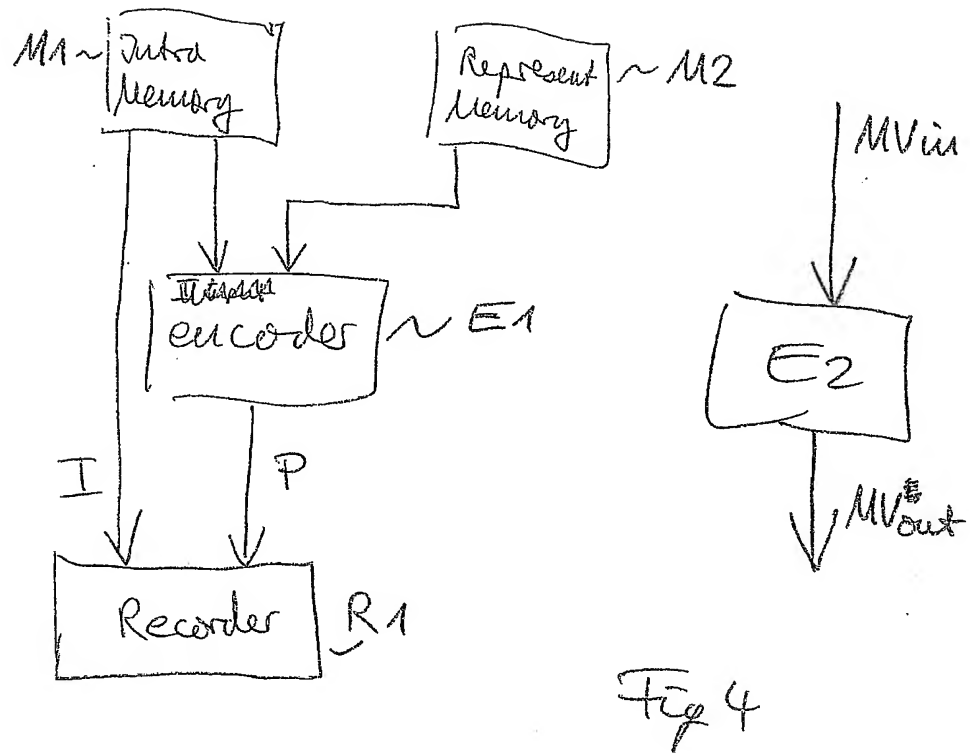 M1 ~ Intra
Memory
Represent
Memory
~ M2
MVin
encoder ~ E1
E2
I
P
MVout
Recorder
R1
Fig 4